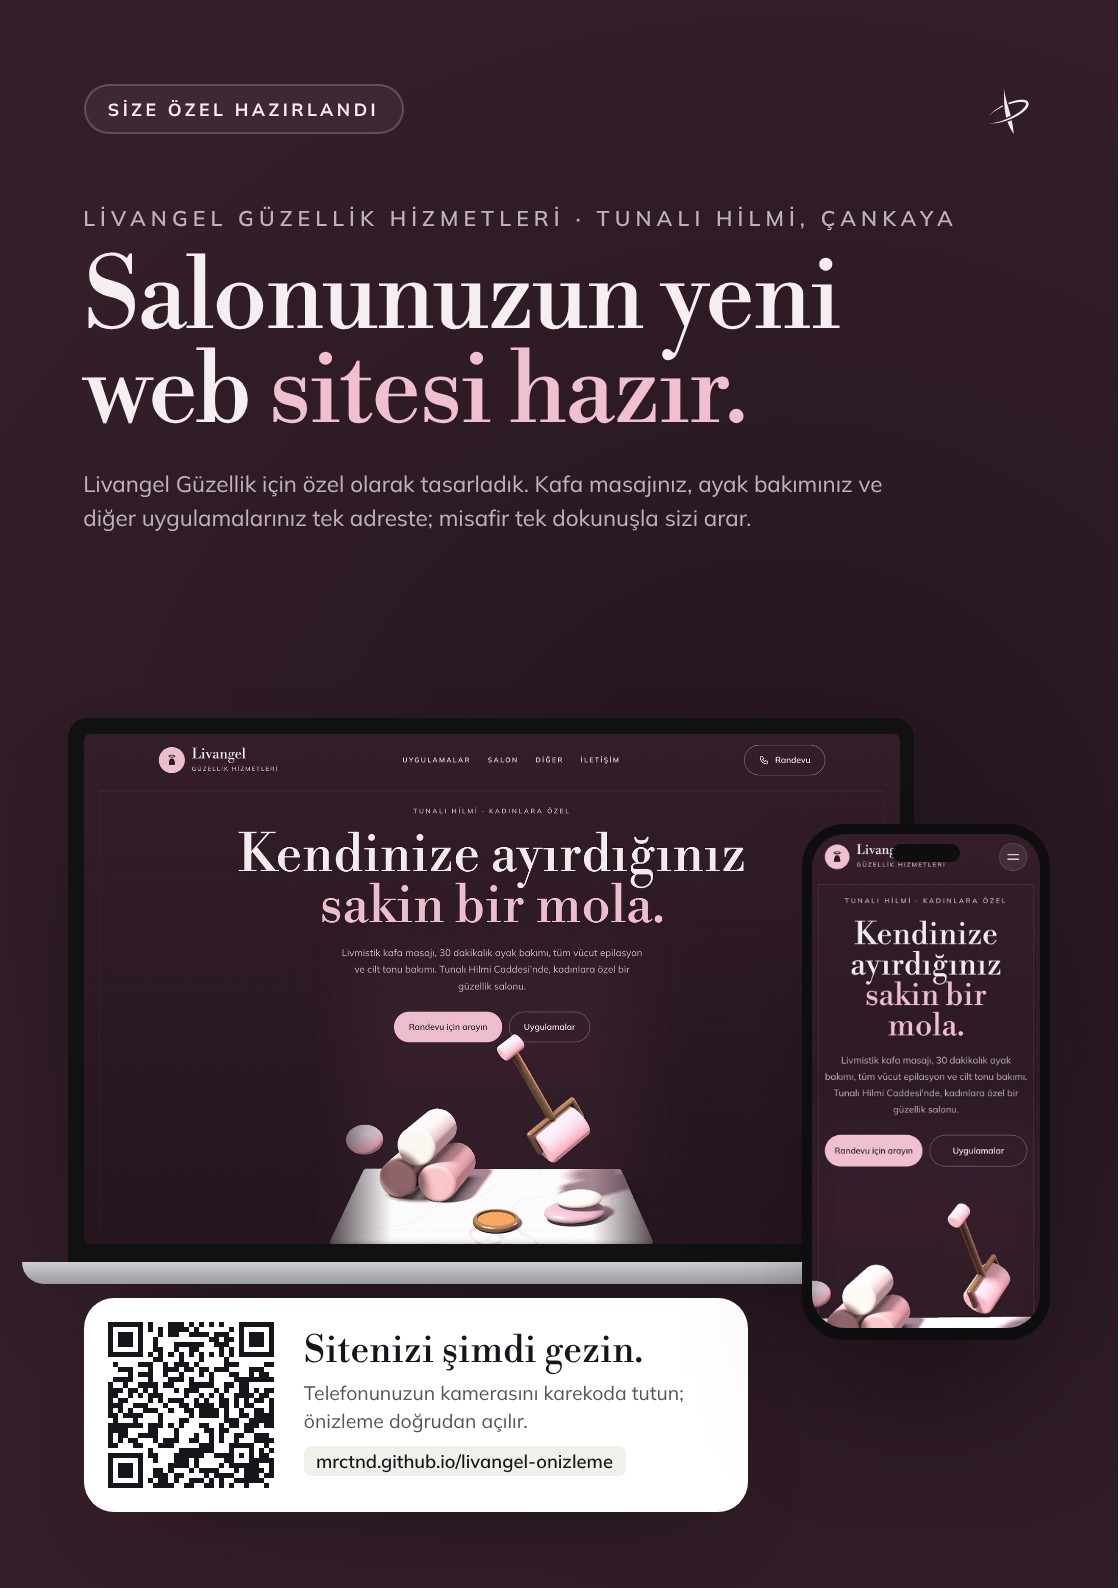 SİZE ÖZEL HAZIRLANDI
LİVANGEL GÜZELLİK HİZMETLERİ · TUNALI HİLMİ, ÇANKAYA
Salonunuzun yeni
web sitesi hazır.
Livangel Güzellik için özel olarak tasarladık. Kafa masajınız, ayak bakımınız ve
diğer uygulamalarınız tek adreste; misafir tek dokunuşla sizi arar.
Livangel
GÜZELLİK HİZMETLERİ
UYGULAMALAR SALON DİĞER İLETİŞİM
Randevu
TUNALI HİLMİ · KADINLARA ÖZEL
Kendinize ayırdığınız
sakin bir mola.
Livmistik kafa masajı, 30 dakikalık ayak bakımı, tüm vücut epilasyon
ve cilt tonu bakımı. Tunalı Hilmi Caddesi'nde, kadınlara özel bir
güzellik salonu.
Randevu için arayın
Uygulamalar
Livang
GÜZELLİK HİZMETLERİ
TUNALI HİLMİ · KADINLARA ÖZEL
Kendinize
ayırdığınız
sakin bir
mola.
Livmistik kafa masajı, 30 dakikalık ayak
bakımı, tüm vücut epilasyon ve cilt tonu bakımı.
Tunalı Hilmi Caddesi'nde, kadınlara özel bir
güzellik salonu.
Randevu için arayın
Uygulamalar
Sitenizi şimdi gezin.
Telefonunuzun kamerasını karekoda tutun;
önizleme doğrudan açılır.
mrctnd.github.io/livangel-onizleme